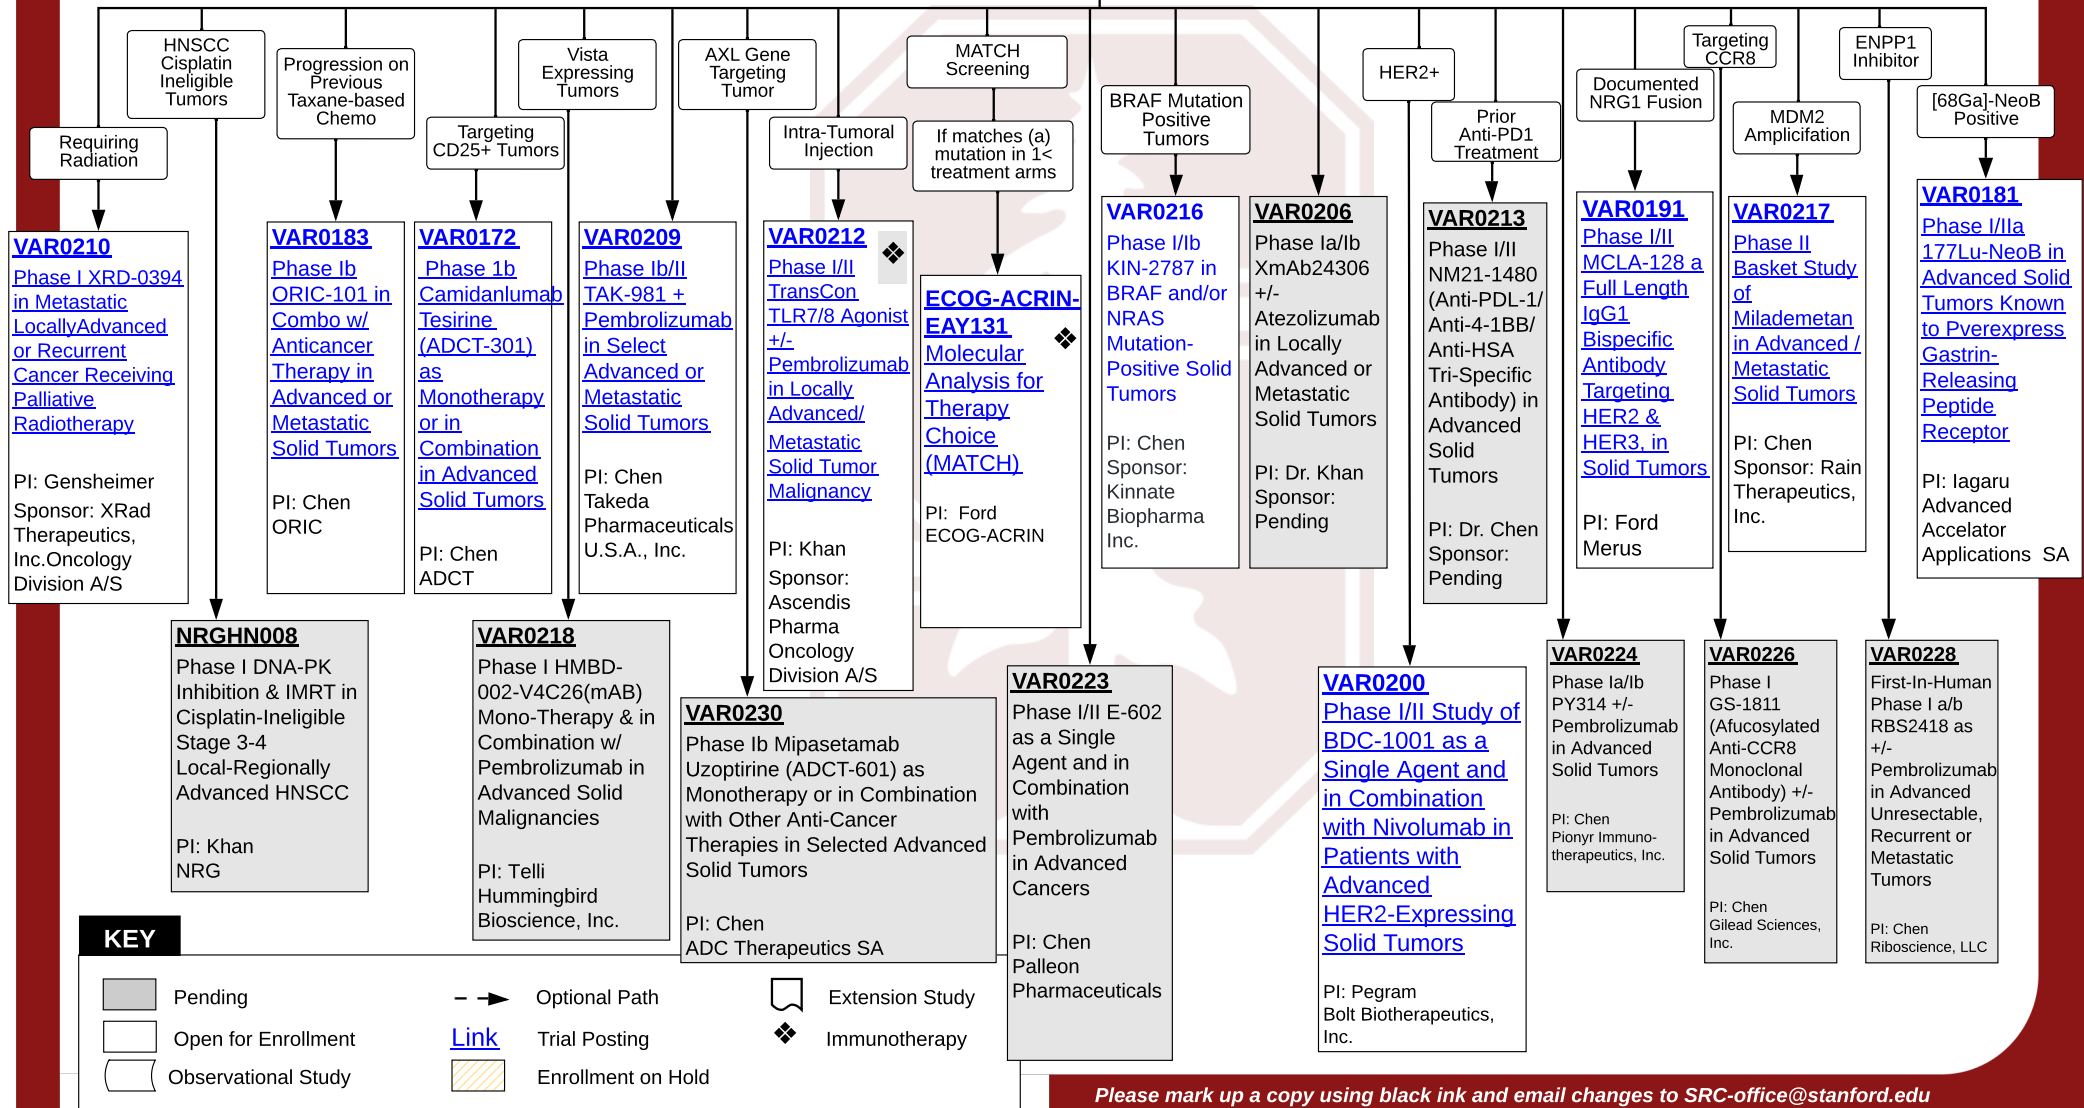 HNSCC
Cisplatin
Ineligible
Tumors
Progression on
Previous
Taxane-based
Chemo
Vista
Expressing
Tumors
AXL Gene
Targeting
Tumor
MATCH
Screening
HER2+
Targeting
CCR8
ENPP1
Inhibitor
Requiring
Radiation
Targeting
CD25+ Tumors
Intra-Tumoral
Injection
If matches (a)
mutation in 1<
treatment arms
BRAF Mutation
Positive
Tumors
Prior
Anti-PD1
Treatment
Documented
NRG1 Fusion
MDM2
Amplicifation
[68Ga]-NeoB
Positive
VAR0210
Phase I XRD-0394
in Metastatic
LocallyAdvanced
or Recurrent
Cancer Receiving
Palliative
Radiotherapy
PI: Gensheimer
Sponsor: XRad
Therapeutics,
Inc.Oncology
Division A/S
VAR0183
Phase Ib
ORIC-101 in
Combo w/
Anticancer
Therapy in
Advanced or
Metastatic
Solid Tumors
PI: Chen
ORIC
VAR0172
Phase 1b
Camidanlumab
Tesirine
(ADCT-301)
as
Monotherapy
or in
Combination
in Advanced
Solid Tumors
PI: Chen
ADCT
VAR0209
Phase Ib/II
TAK-981 +
Pembrolizumab
in Select
Advanced or
Metastatic
Solid Tumors
PI: Chen
Takeda
Pharmaceuticals
U.S.A., Inc.
VAR0212
❖
Phase I/II
TransCon
TLR7/8 Agonist
+/-
Pembrolizumab
in Locally
Advanced/
Metastatic
Solid Tumor
Malignancy
PI: Khan
Sponsor:
Ascendis
Pharma
Oncology
Division A/S
ECOG-ACRIN-
EAY131
❖
Molecular
Analysis for
Therapy
Choice
(MATCH)
PI: Ford
ECOG-ACRIN
VAR0216
Phase I/Ib
KIN-2787 in
BRAF and/or
NRAS
Mutation-
Positive Solid
Tumors
PI: Chen
Sponsor:
Kinnate
Biopharma
Inc.
VAR0206
Phase Ia/Ib
XmAb24306
+/-
Atezolizumab
in Locally
Advanced or
Metastatic
Solid Tumors
PI: Dr. Khan
Sponsor:
Pending
VAR0213
Phase I/II
NM21-1480
(Anti-PDL-1/
Anti-4-1BB/
Anti-HSA
Tri-Specific
Antibody) in
Advanced
Solid
Tumors
PI: Dr. Chen
Sponsor:
Pending
VAR0191
Phase I/II
MCLA-128 a
Full Length
IgG1
Bispecific
Antibody
Targeting
HER2 &
HER3, in
Solid Tumors
PI: Ford
Merus
VAR0217
Phase II
Basket Study
of
Milademetan
in Advanced /
Metastatic
Solid Tumors
PI: Chen
Sponsor: Rain
Therapeutics,
Inc.
VAR0181
Phase I/IIa
177Lu-NeoB in
Advanced Solid
Tumors Known
to Pverexpress
Gastrin-
Releasing
Peptide
Receptor
PI: Iagaru
Advanced
Accelator
Applications SA
NRGHN008
Phase I DNA-PK
Inhibition & IMRT in
Cisplatin-Ineligible
Stage 3-4
Local-Regionally
Advanced HNSCC
PI: Khan
NRG
VAR0218
Phase I HMBD-
002-V4C26(mAB)
Mono-Therapy & in
Combination w/
Pembrolizumab in
Advanced Solid
Malignancies
PI: Telli
Hummingbird
Bioscience, Inc.
VAR0230
Phase Ib Mipasetamab
Uzoptirine (ADCT-601) as
Monotherapy or in Combination
with Other Anti-Cancer
Therapies in Selected Advanced
Solid Tumors
PI: Chen
ADC Therapeutics SA
VAR0223
Phase I/II E-602
as a Single
Agent and in
Combination
with
Pembrolizumab
in Advanced
Cancers
PI: Chen
Palleon
Pharmaceuticals
VAR0200
Phase I/II Study of
BDC-1001 as a
Single Agent and
in Combination
with Nivolumab in
Patients with
Advanced
HER2-Expressing
Solid Tumors
PI: Pegram
Bolt Biotherapeutics,
Inc.
VAR0224
Phase Ia/Ib
PY314 +/-
Pembrolizumab
in Advanced
Solid Tumors
PI: Chen
Pionyr Immuno-
therapeutics, Inc.
VAR0226
Phase I
GS-1811
(Afucosylated
Anti-CCR8
Monoclonal
Antibody) +/-
Pembrolizumab
in Advanced
Solid Tumors
PI: Chen
Gilead Sciences,
Inc.
VAR0228
First-In-Human
Phase I a/b
RBS2418 as
+/-
Pembrolizumab
in Advanced
Unresectable,
Recurrent or
Metastatic
Tumors
PI: Chen
Riboscience, LLC
KEY
Pending
Optional Path
Extension Study
Open for Enrollment
Link Trial Posting
❖ Immunotherapy
Observational Study
Enrollment on Hold
Please mark up a copy using black ink and email changes to SRC-office@stanford.edu